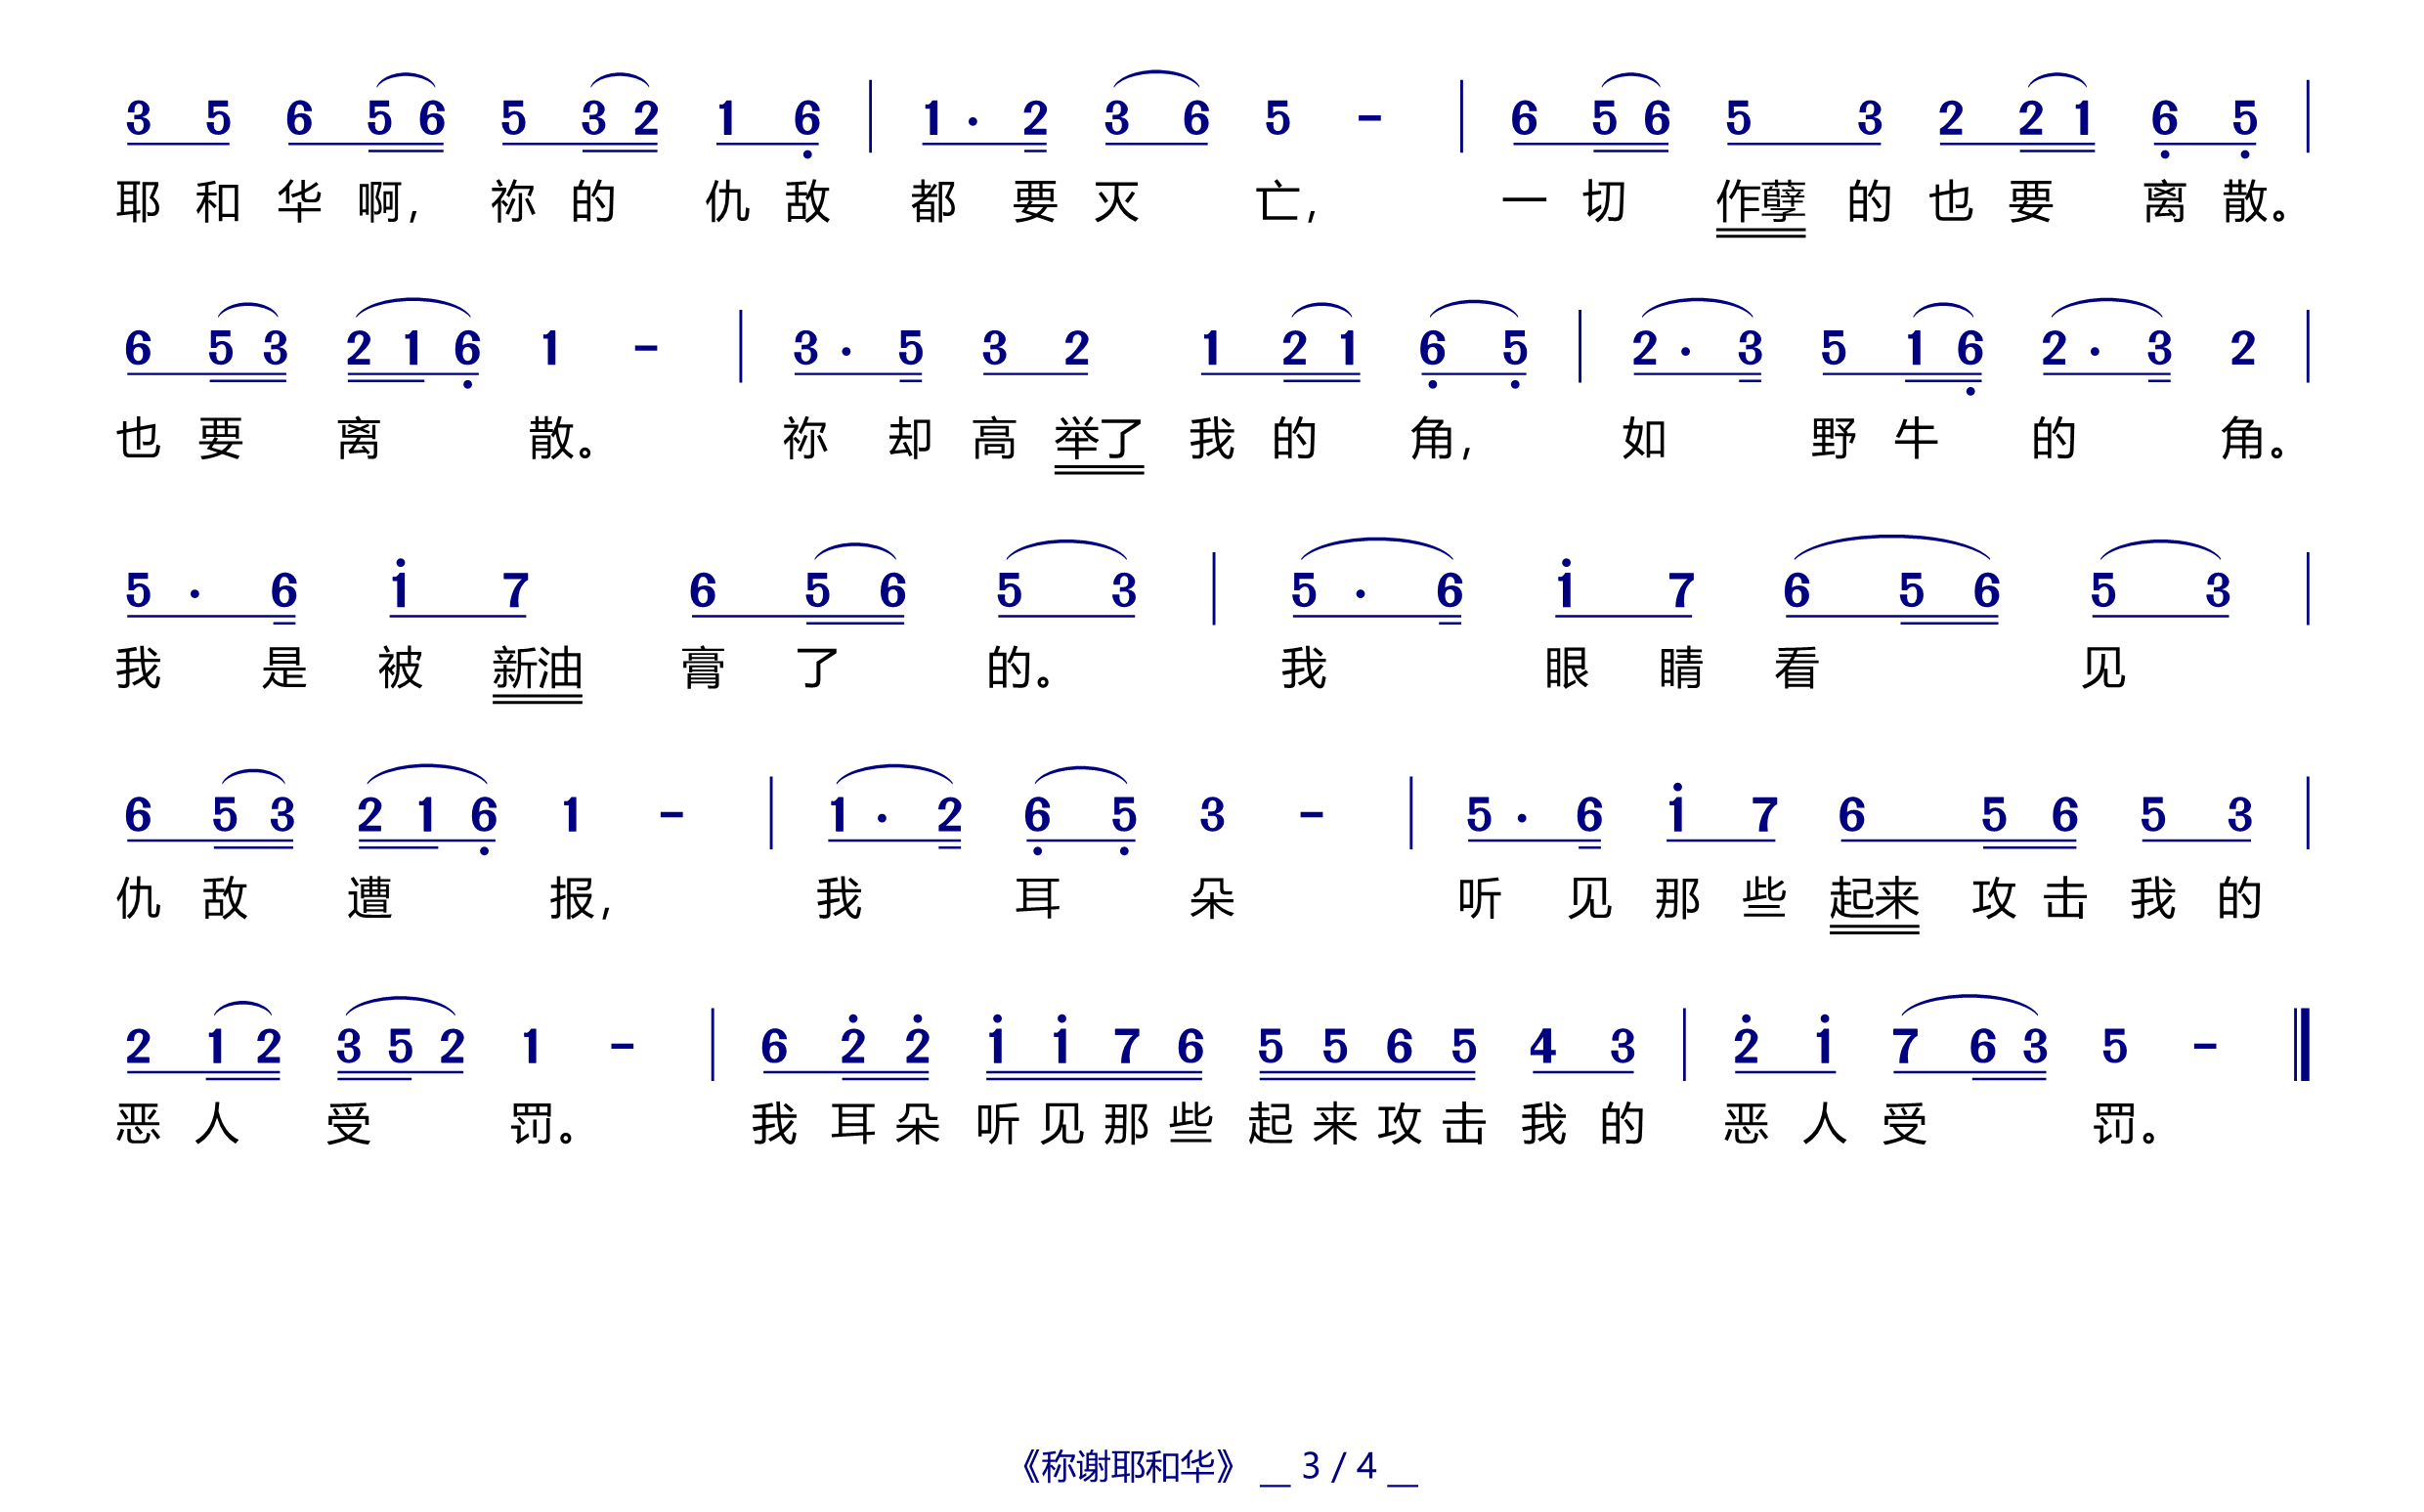 3 5 6 5 6 5 3 2 1 6̣ | 1 · 2 3 6 5 - | 6 5 6 5 3 2 2 1 6̣ 5̣ |
耶和华啊, 祢的仇敌都要灭亡, 一切作孽的也要离散。
6 5 3 2 1 6̣ 1 - | 3 · 5 3 2 1 2 1 6̣ 5̣ | 2 · 3 5 1 6̣ 2 · 3 2 |
也要离散。 祢却高举了我的角, 如野牛的角。
5 · 6 1̇ 7 6 5 6 5 3 | 5 · 6 1̇ 7 6 5 6 5 3 |
我是被新油膏了的。 我眼睛看见
6 5 3 2 1 6̣ 1 - | 1 · 2 6̣ 5̣ 3 - | 5 · 6 1̇ 7 6 5 6 5 3 |
仇敌遭报, 我耳朵听见那些起来攻击我的
2 1 2 3 5 2 1 - | 6 2̇ 2̇ 1̇ 1̇ 7 6 5 5 6 5 4 3 | 2̇ 1̇ 7 6 3 5 - ‖
恶人受罚。 我耳朵听见那些起来攻击我的恶人受罚。
《称谢耶和华》 __ 3 / 4 __